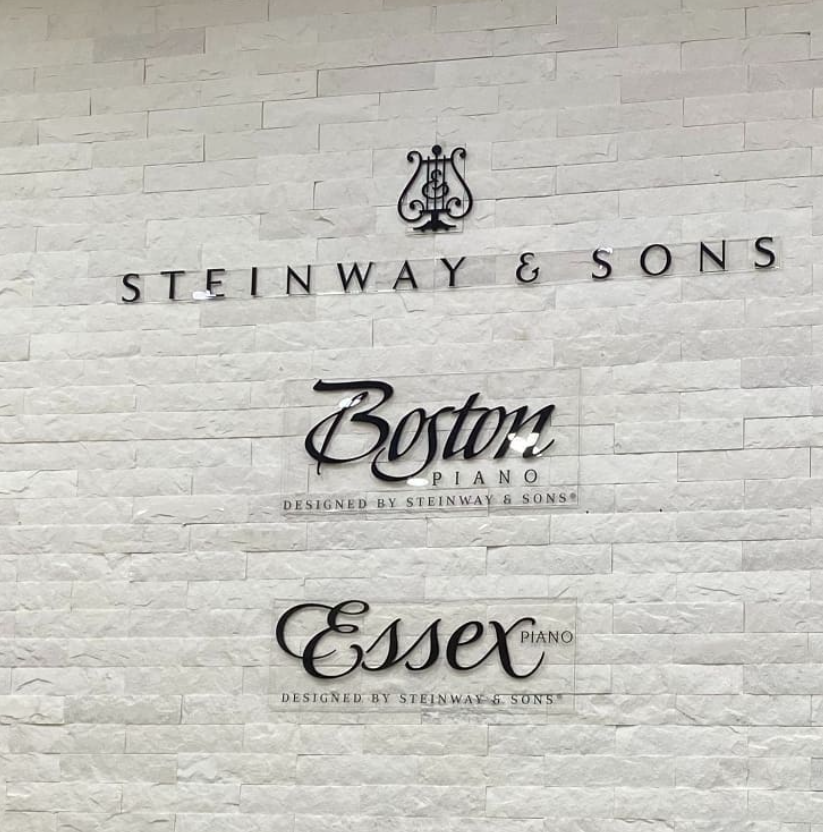 STEINWAY & SONS
Boston
PIANO
DESIGNED BY STEINWAY & SONS®
Essex PIANO
DESIGNED BY STEINWAY & SONS®